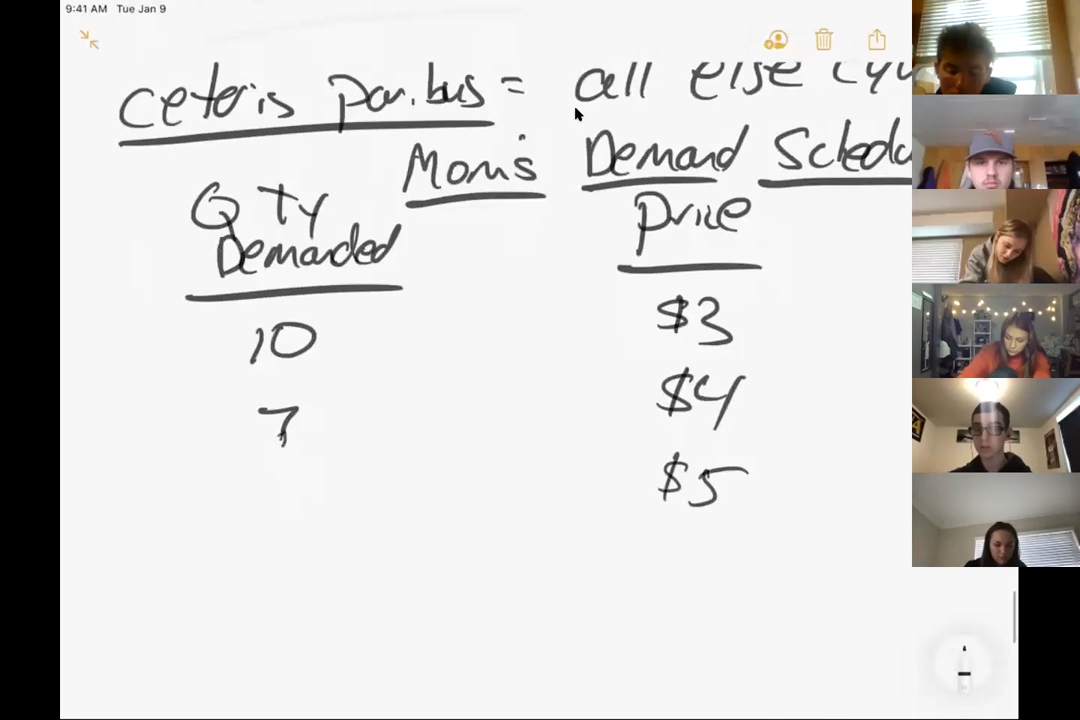 9:41 AM Tue Jan 9
ceteris paribus = all else
Mom's Demand Schedu
Qty Demanded
Price
10 $3
7 $4
$5